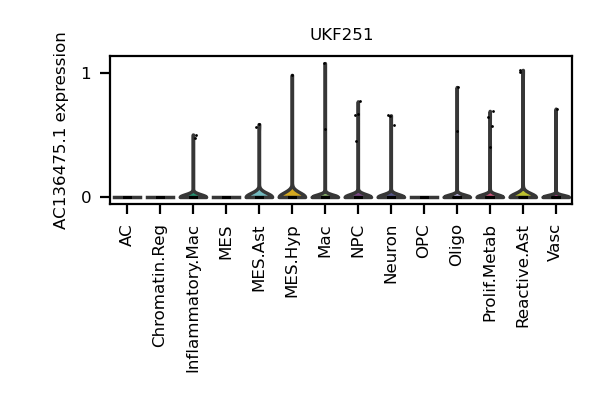 UKF251
AC136475.1 expression
1
0
AC
Chromatin.Reg
Inflammatory.Mac
MES
MES.Ast
MES.Hyp
Mac
NPC
Neuron
OPC
Oligo
Prolif.Metab
Reactive.Ast
Vasc